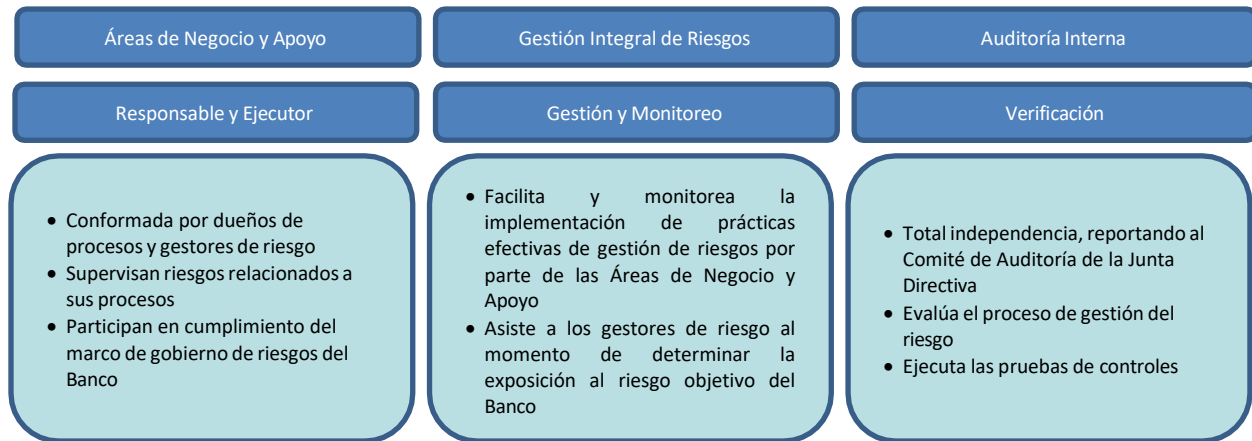 Áreas de Negocio y Apoyo
Gestión Integral de Riesgos
Auditoría Interna
Responsable y Ejecutor
Gestión y Monitoreo
Verificación
• Conformada por dueños de
procesos y gestores de riesgo
• Supervisan riesgos relacionados a
sus procesos
• Participan en cumplimiento del
marco de gobierno de riesgos del
Banco
• Facilita y monitorea la
implementación de prácticas
efectivas de gestión de riesgos por
parte de las Áreas de Negocio y
Apoyo
• Asiste a los gestores de riesgo al
momento de determinar la
exposición al riesgo objetivo del
Banco
• Total independencia, reportando al
Comité de Auditoría de la Junta
Directiva
• Evalúa el proceso de gestión del
riesgo
• Ejecuta las pruebas de controles